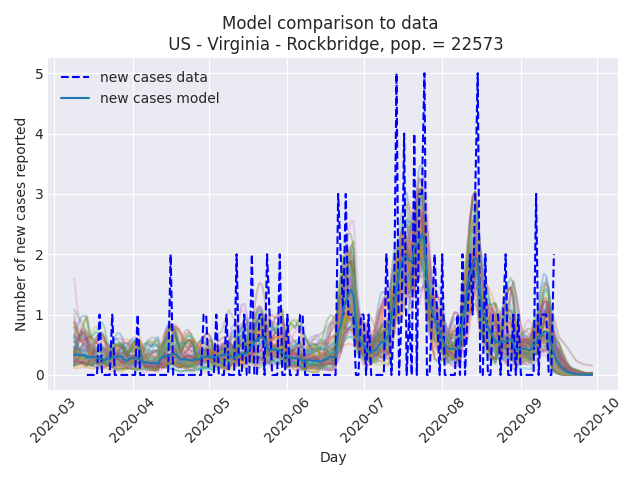 Model comparison to data
US - Virginia - Rockbridge, pop. = 22573
new cases data
new cases model
Number of new cases reported
5
4
3
2
1
0
2020-03
2020-04
2020-05
2020-06
2020-07
2020-08
2020-09
2020-10
Day